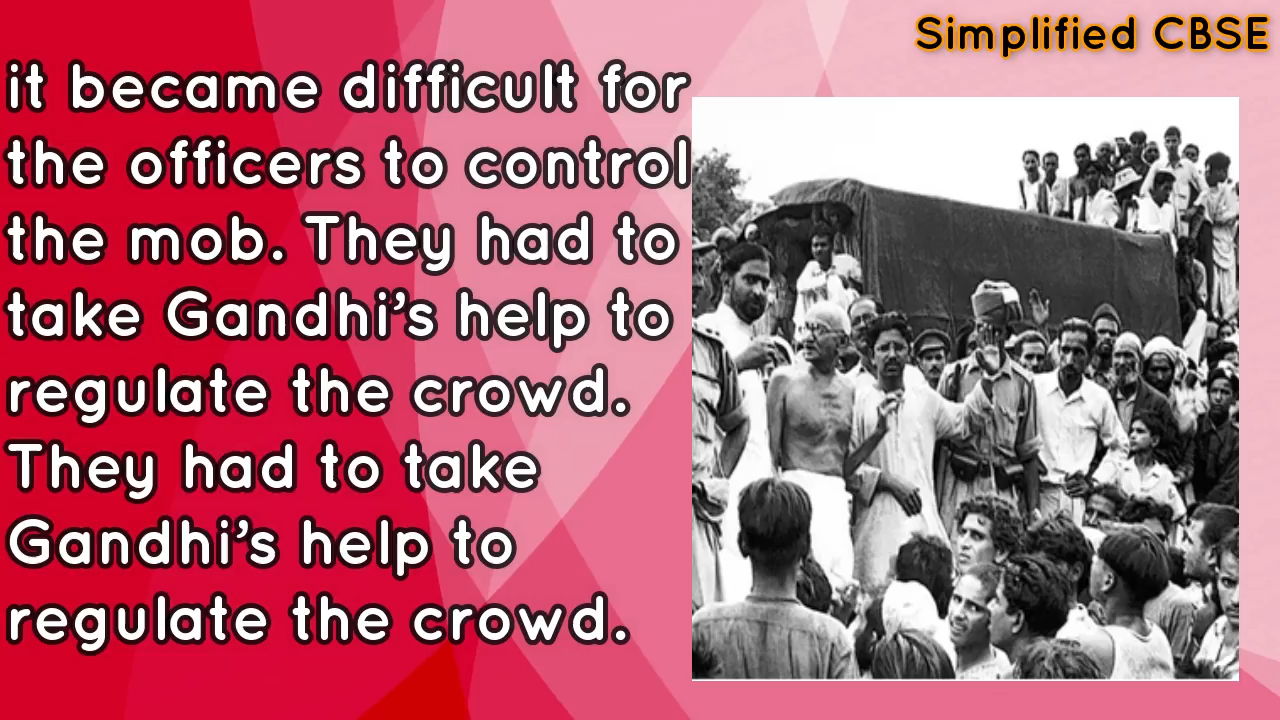 Simplified CBSE
it became difficult for
the officers to control
the mob. They had to
take Gandhi’s help to
regulate the crowd.
They had to take
Gandhi’s help to
regulate the crowd.